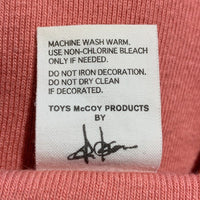 MACHINE WASH WARM,
USE NON-CHLORINE BLEACH
ONLY IF NEEDED.
DO NOT IRON DECORATION.
DO NOT DRY CLEAN
IF DECORATED.
TOYS McCOY PRODUCTS
BY